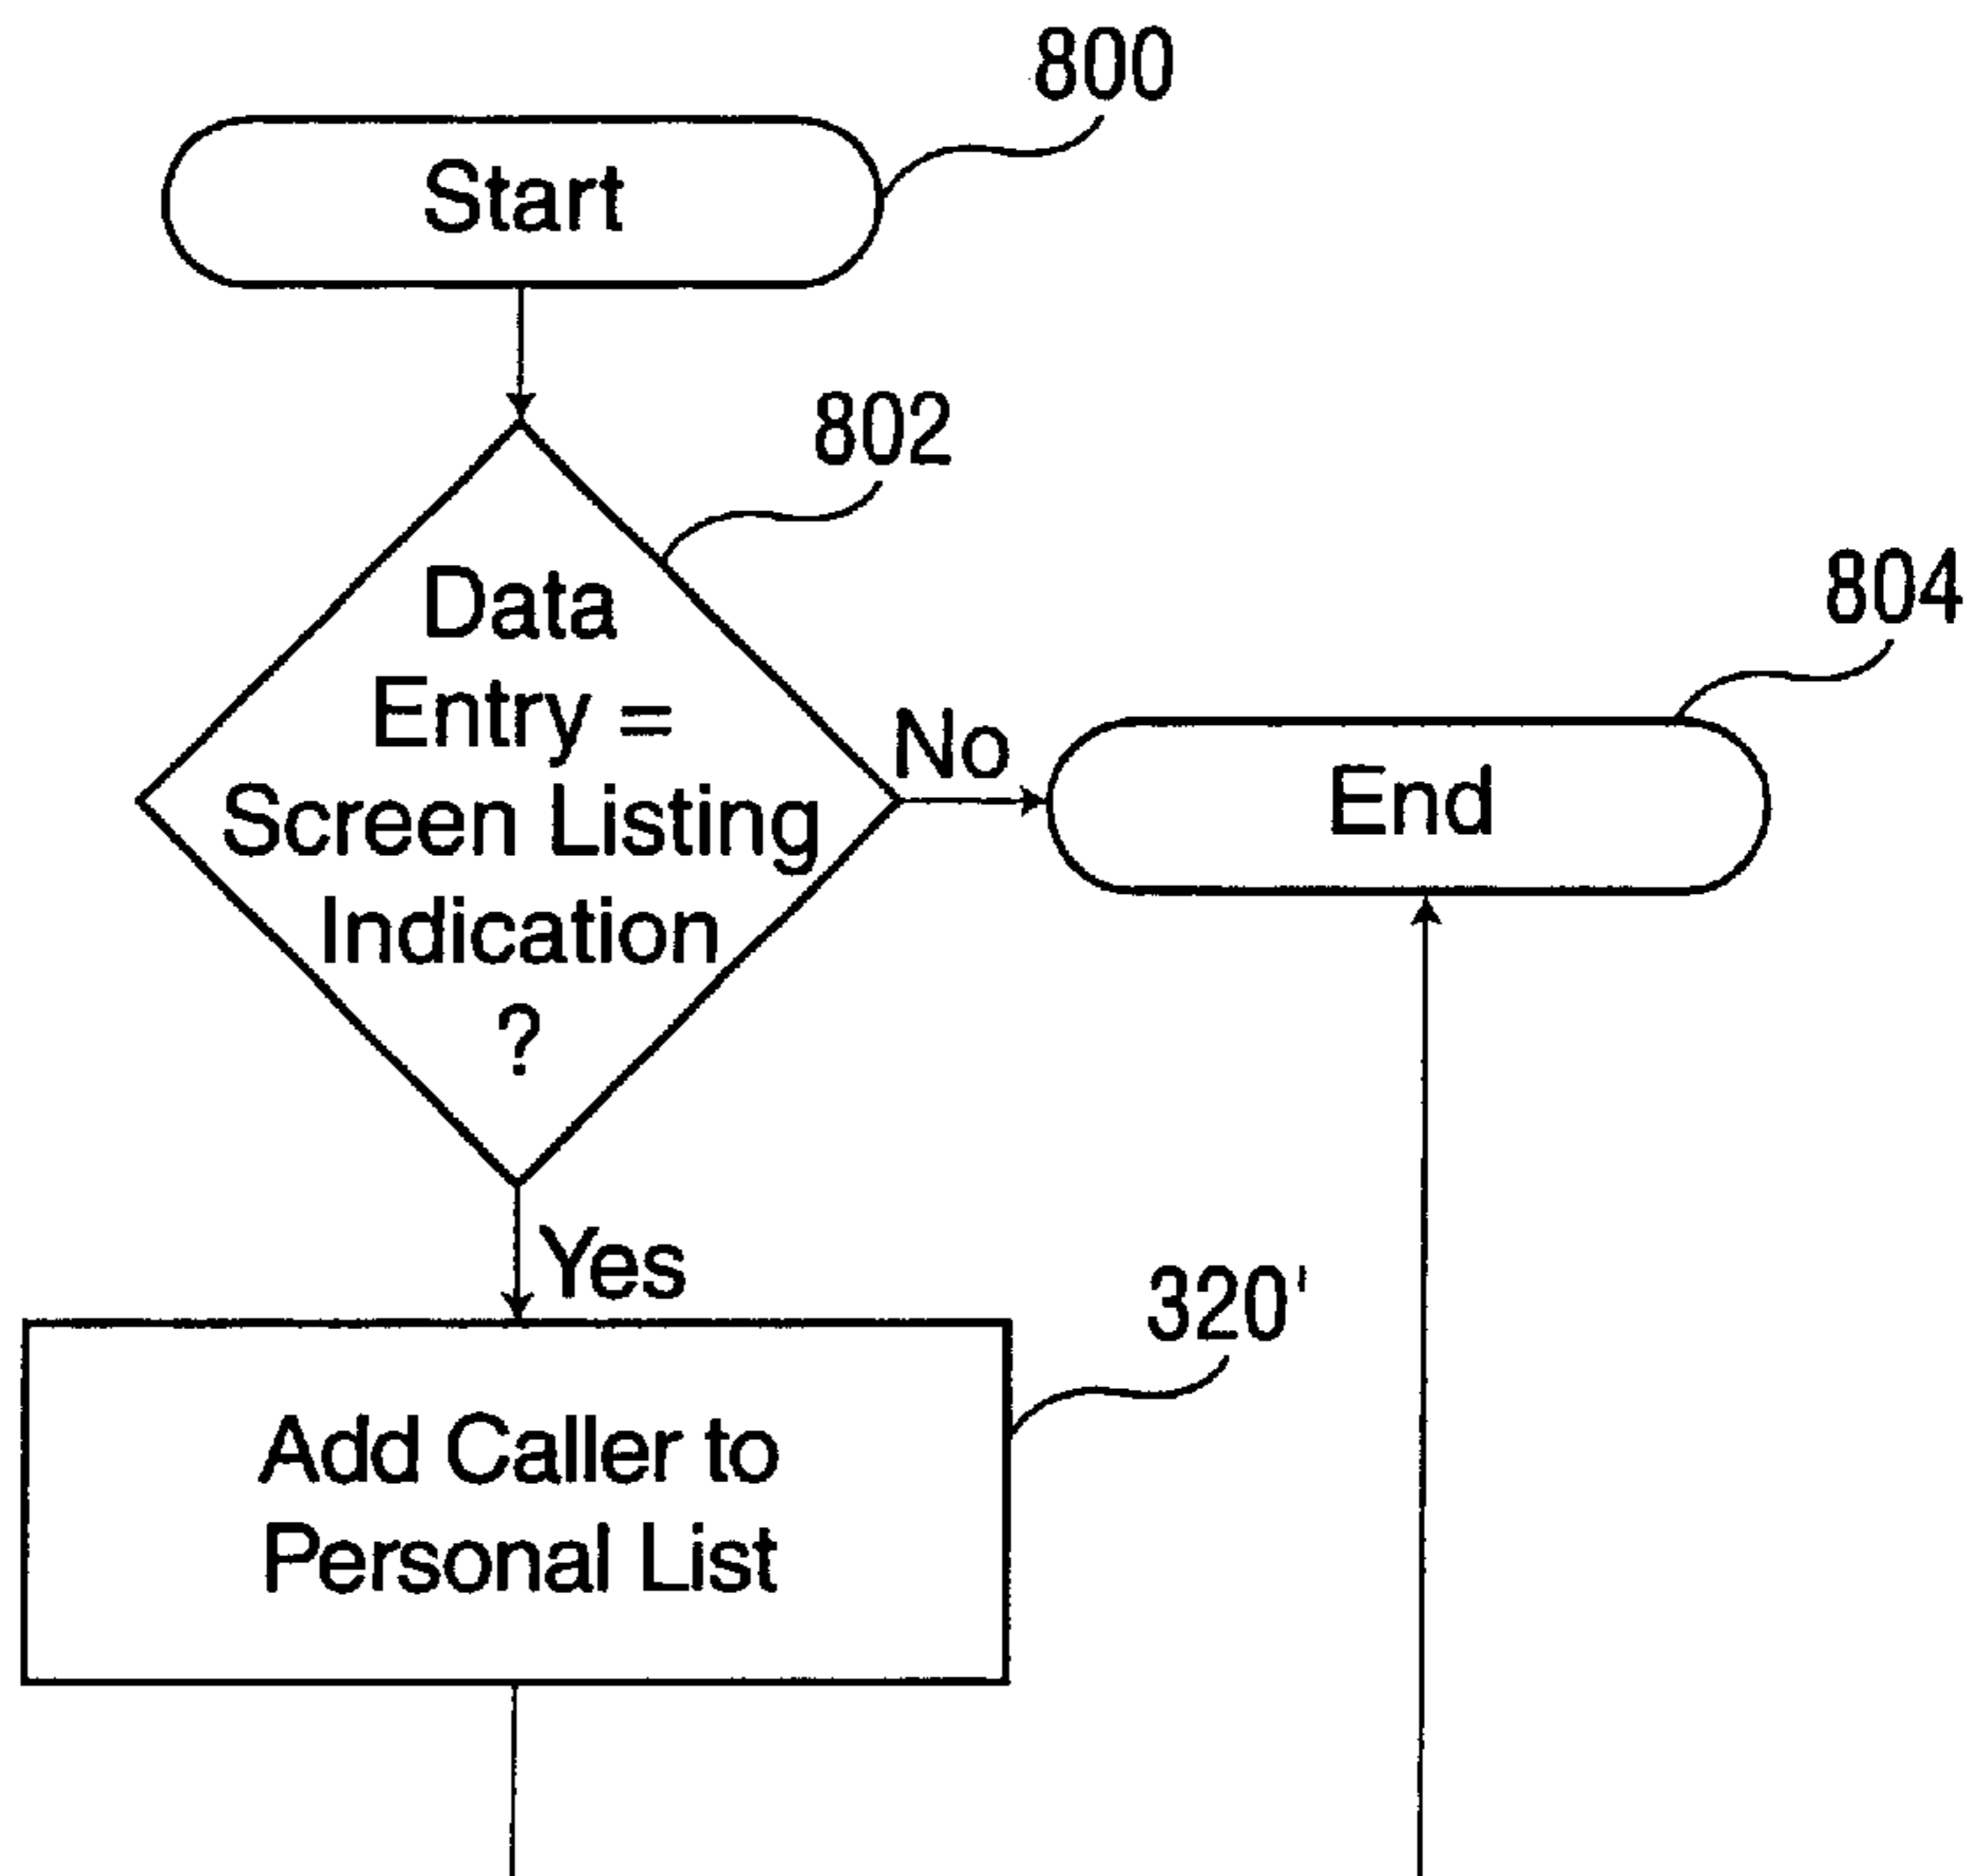 800
Start
802
Data
Entry =
Screen Listing
Indication
?
No
804
End
Yes
320'
Add Caller to
Personal List